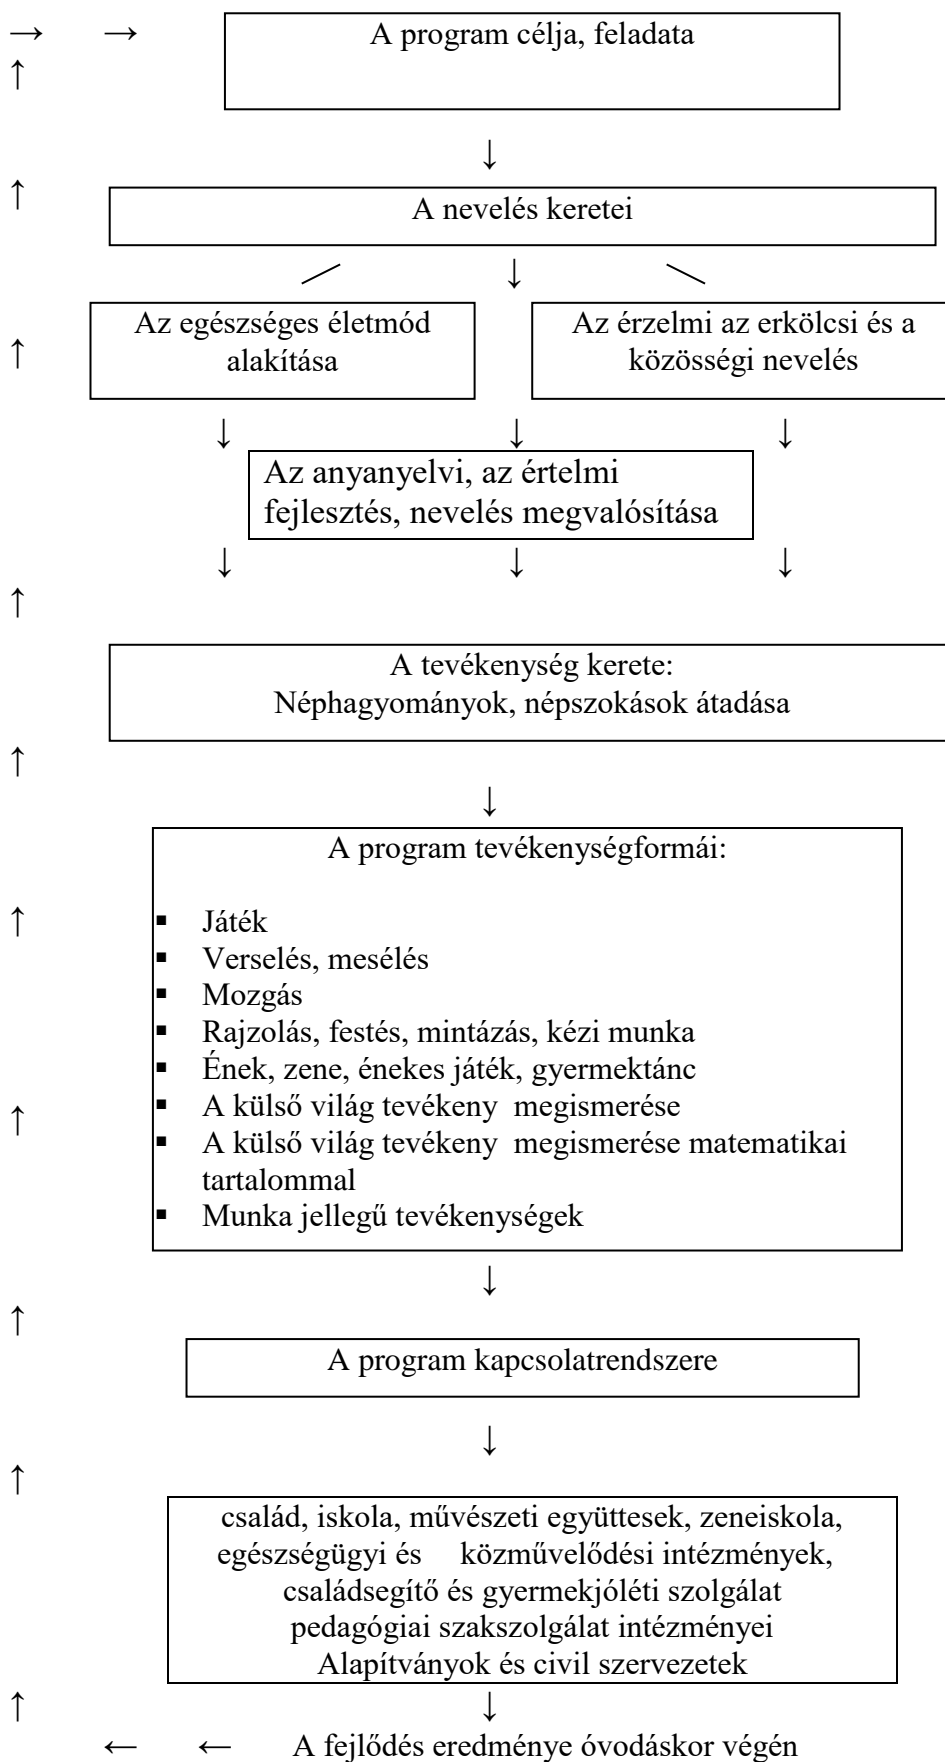 A program célja, feladata
A nevelés keretei
Az egészséges életmód
alakítása
Az érzelmi az erkölcsi és a
közösségi nevelés
Az anyanyelvi, az értelmi
fejlesztés, nevelés megvalósítása
A tevékenység kerete:
Néphagyományok, népszokások átadása
A program tevékenységformái:
▪ Játék
▪ Verselés, mesélés
▪ Mozgás
▪ Rajzolás, festés, mintázás, kézi munka
▪ Ének, zene, énekes játék, gyermektánc
▪ A külső világ tevékeny megismerése
▪ A külső világ tevékeny megismerése matematikai
tartalommal
▪ Munka jellegű tevékenységek
A program kapcsolatrendszere
család, iskola, művészeti együttesek, zeneiskola,
egészségügyi és közművelődési intézmények,
családsegítő és gyermekjóléti szolgálat
pedagógiai szakszolgálat intézményei
Alapítványok és civil szervezetek
A fejlődés eredménye óvodáskor végén